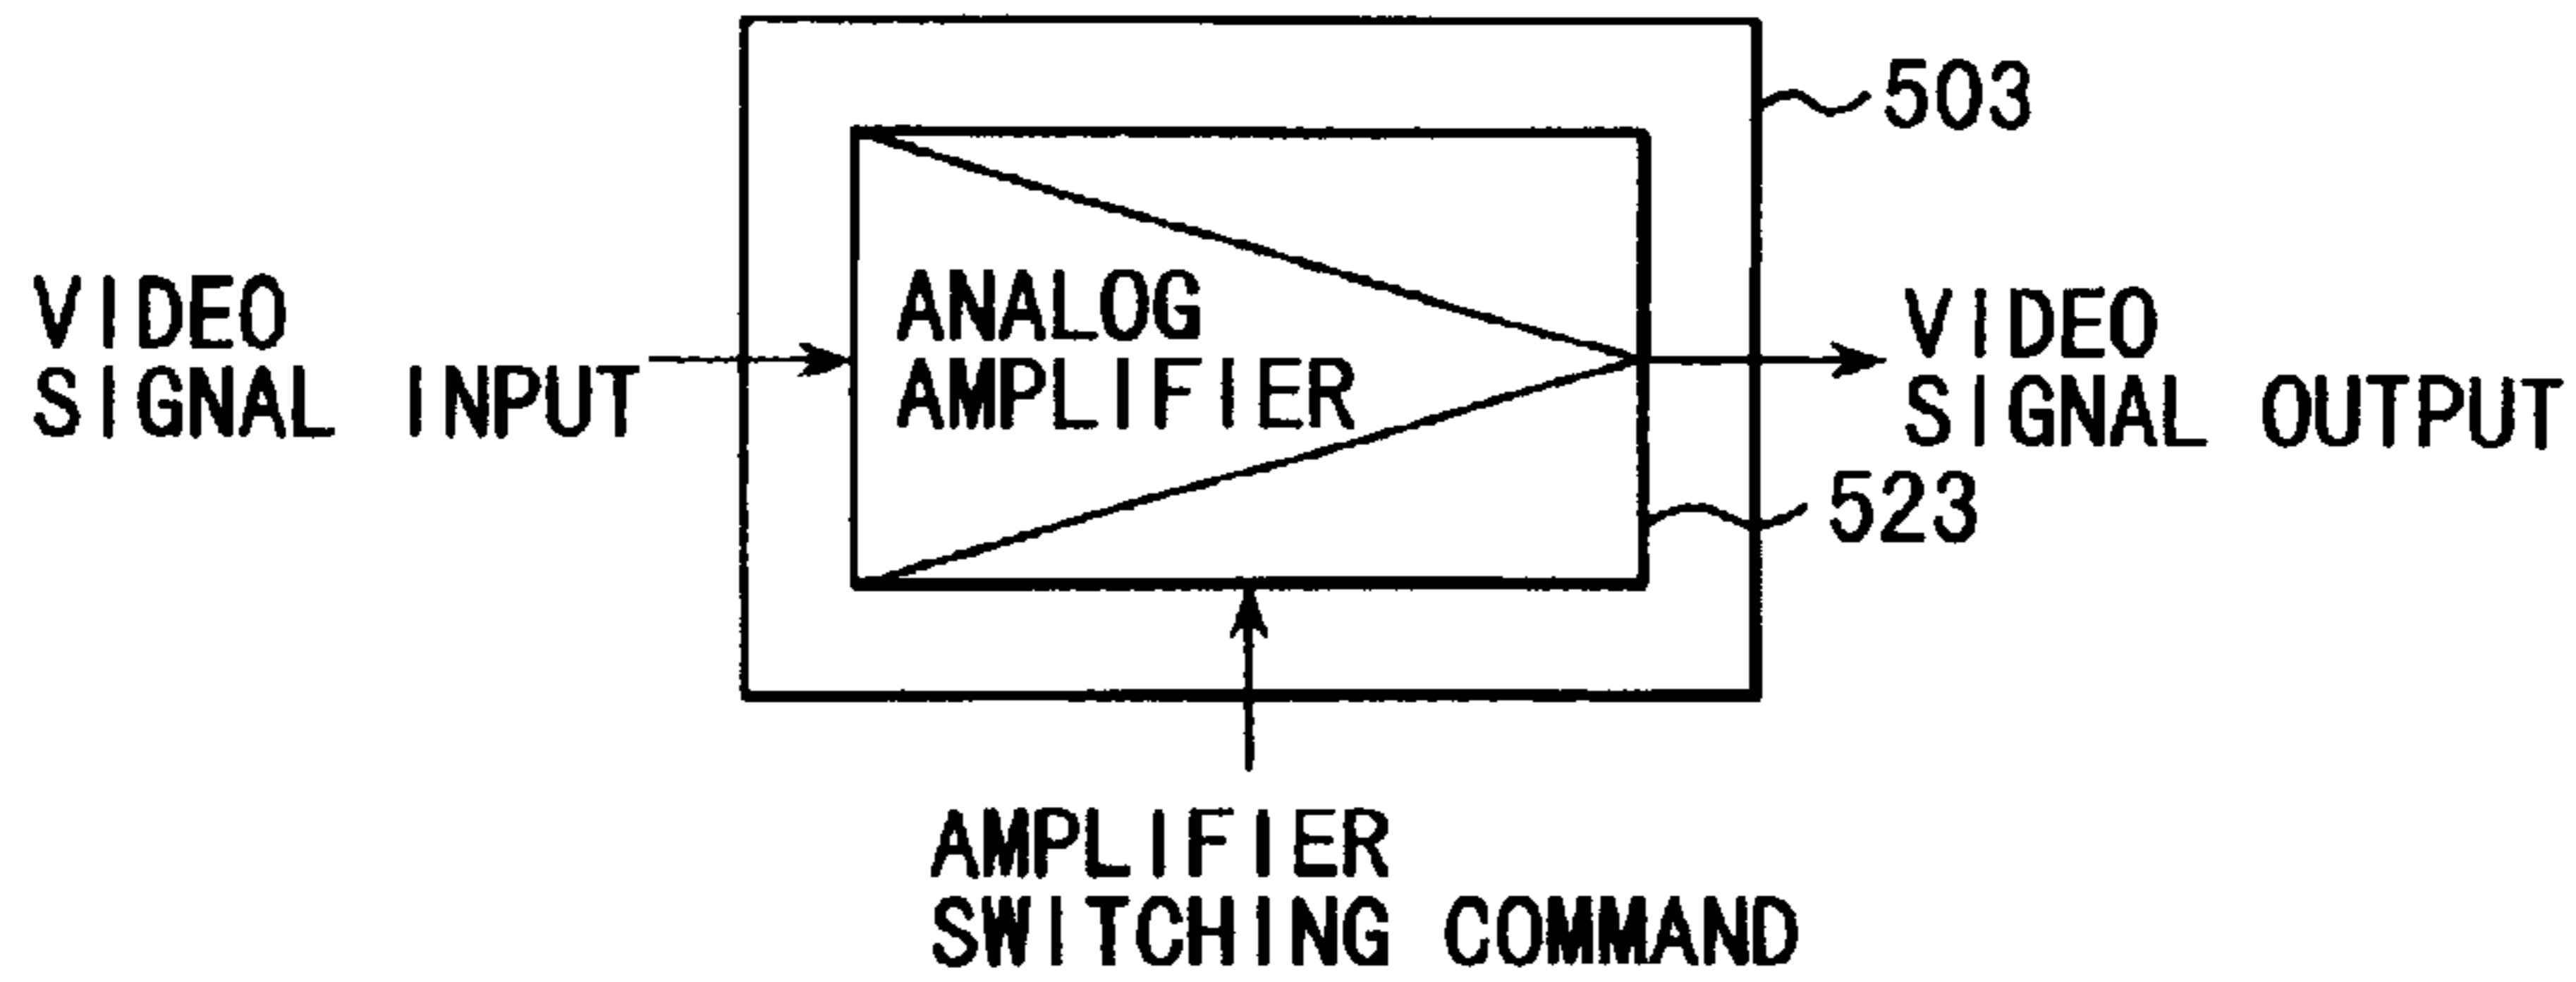 503
VIDEO
SIGNAL INPUT
ANALOG
AMPLIFIER
VIDEO
SIGNAL OUTPUT
523
AMPLIFIER
SWITCHING COMMAND